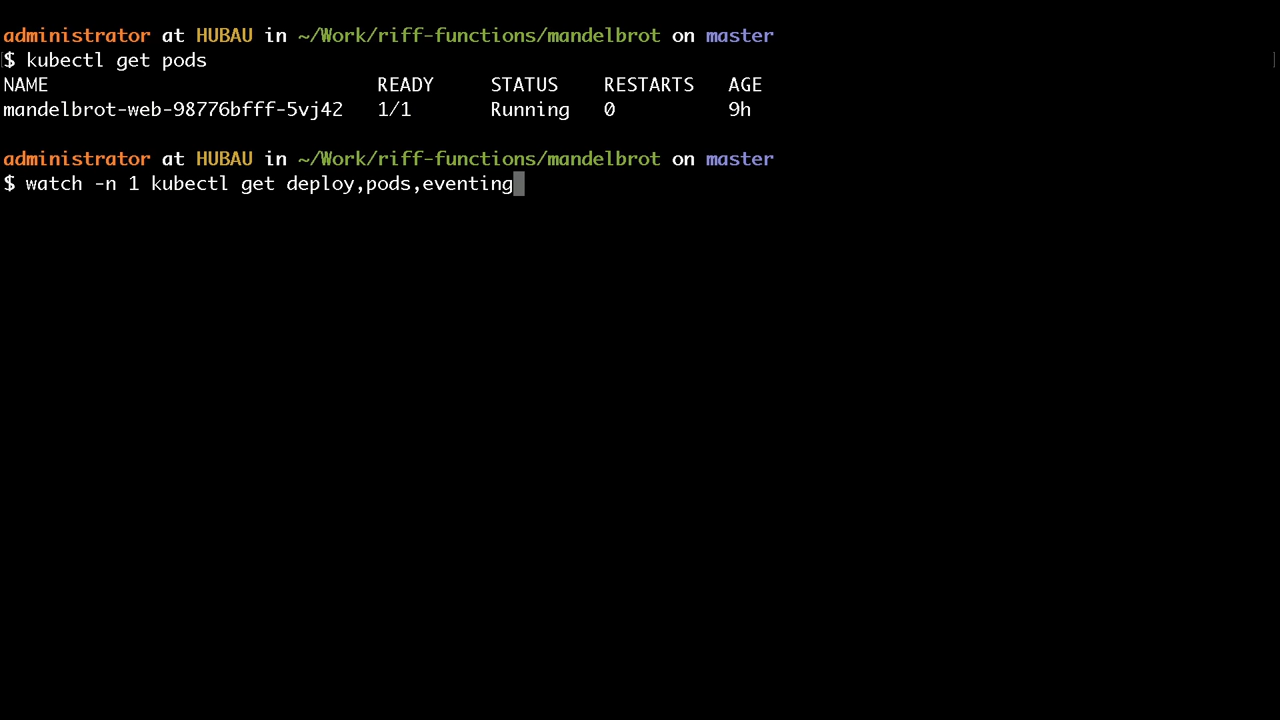 administrator at HUBAU in ~/Work/riff-functions/mandelbrot on master
$ kubectl get pods
NAME READY STATUS RESTARTS AGE
mandelbrot-web-98776bfff-5vj42 1/1 Running 0 9h
administrator at HUBAU in ~/Work/riff-functions/mandelbrot on master
$ watch -n 1 kubectl get deploy,pods,eventing